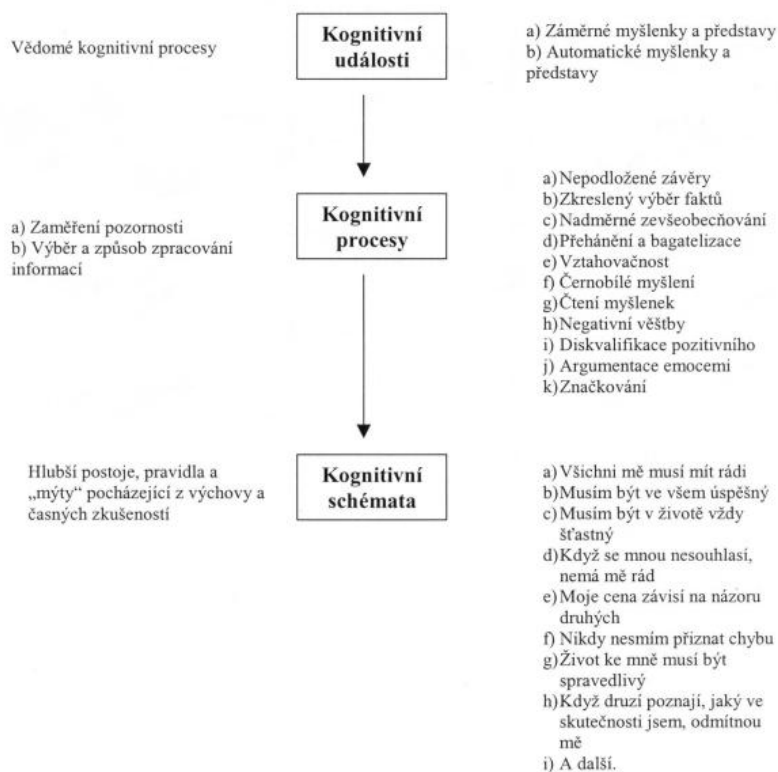 Vědomé kognitivní procesy
Kognitivní
události
a) Záměrné myšlenky a představy
b) Automatické myšlenky a
představy
a) Zaměření pozornosti
b) Výběr a způsob zpracování
informací
Kognitivní
procesy
a) Nepodložené závěry
b) Zkreslený výběr faktů
c) Nadměrné zevšeobecňování
d) Přehánění a bagatelizace
e) Vztahovačnost
f) Černobílé myšlení
g) Čtení myšlenek
h) Negativní věštby
i) Diskvalifikace pozitivního
j) Argumentace emocemi
k) Značkování
Hlubší postoje, pravidla a
„mýty“ pocházející z výchovy a
časných zkušeností
Kognitivní
schémata
a) Všichni mě musí mít rádi
b) Musím být ve všem úspěšný
c) Musím být v životě vždy
šťastný
d) Když se mnou nesouhlasí,
nemá mě rád
e) Moje cena závisí na názoru
druhých
f) Nikdy nesmím přiznat chybu
g) Život ke mně musí být
spravedlivý
h) Když druzí poznají, jaký ve
skutečnosti jsem, odmítnou
mě
i) A další.